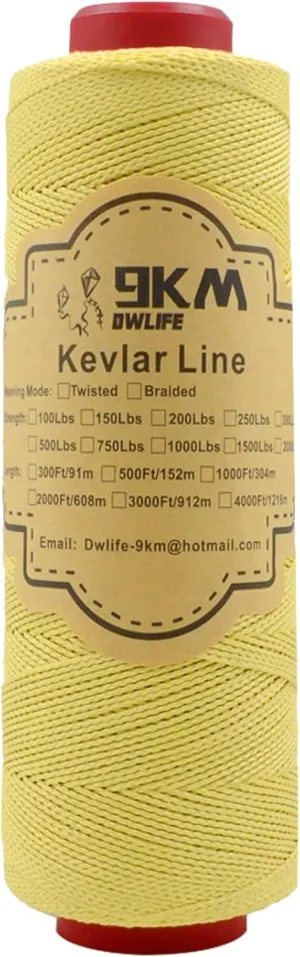 9KM
DWLIFE
Kevlar Line
eaving Mode: Twisted Braided
Strength: 100Lbs 150Lbs 200Lbs 250Lbs
500Lbs 750Lbs 1000Lbs 1500Lbs
Length: 300Ft/91m 500Ft/152m 1000Ft/304m
2000Ft/608m 3000Ft/912m 4000Ft/1216m
Email: Dwlife-9km@hotmail.com